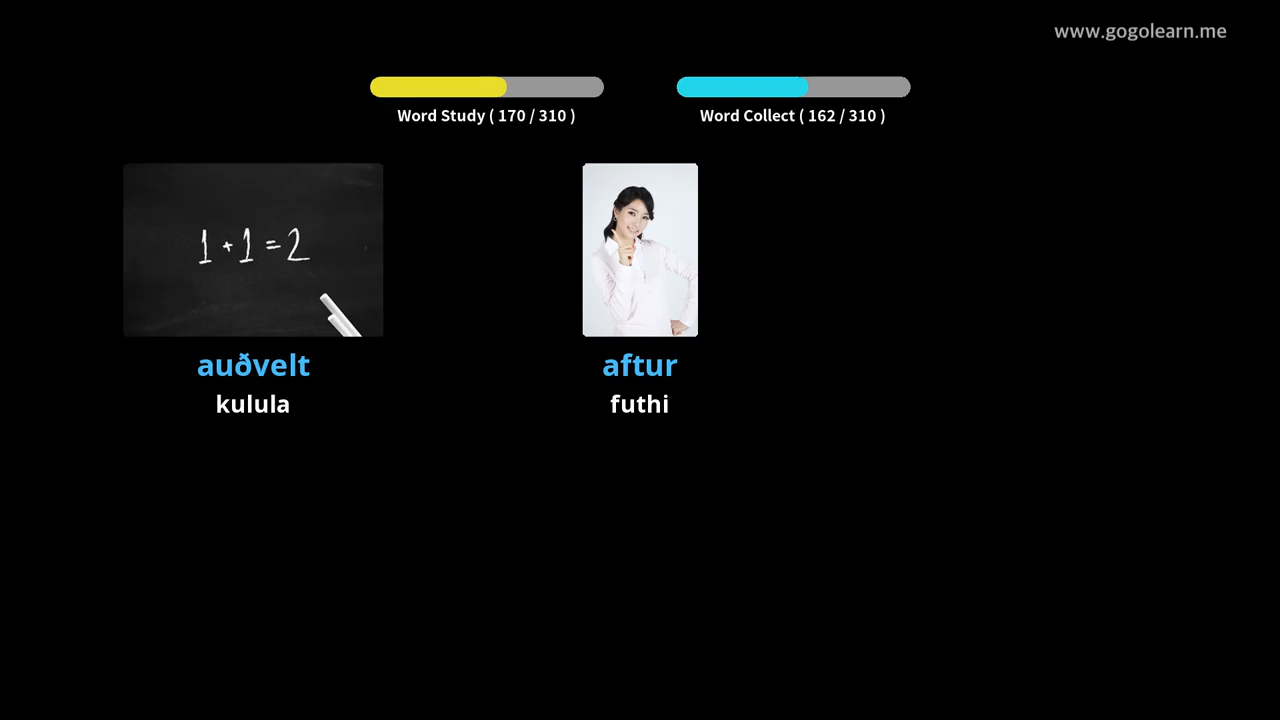 www.gogolearn.me
Word Study ( 170 / 310 )
Word Collect ( 162 / 310 )
1 + 1 = 2
auðvelt
kulula
aftur
futhi